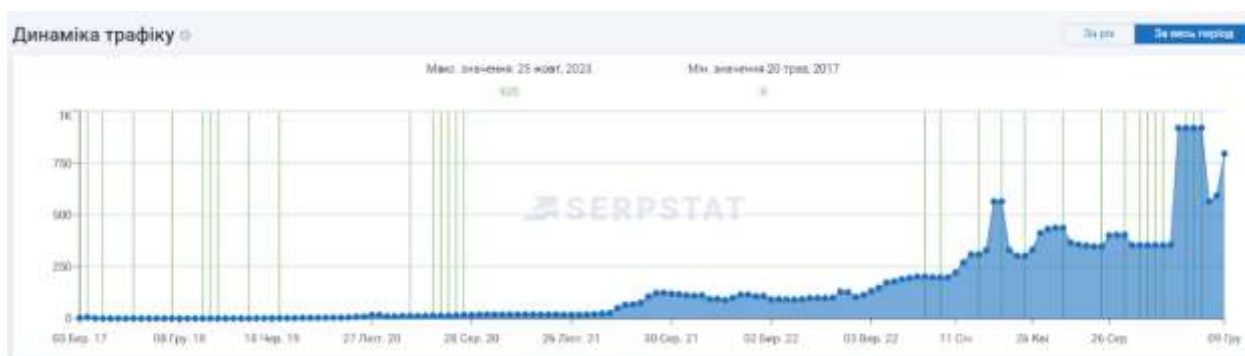 Динаміка трафіку
За рік
За весь період
Макс. значення: 25 жовт, 2023
Мін. значення 20 трав, 2017
0
1K
750
500
250
0
SERPSTAT
03 Бер. 17
08 Гру. 18
18 Чер. 19
27 Лют. 20
28 Сер. 20
26 Лют. 21
30 Сер. 21
02 Бер. 22
03 Вер. 22
11 Січ
26 Кві
26 Сер
09 Гру